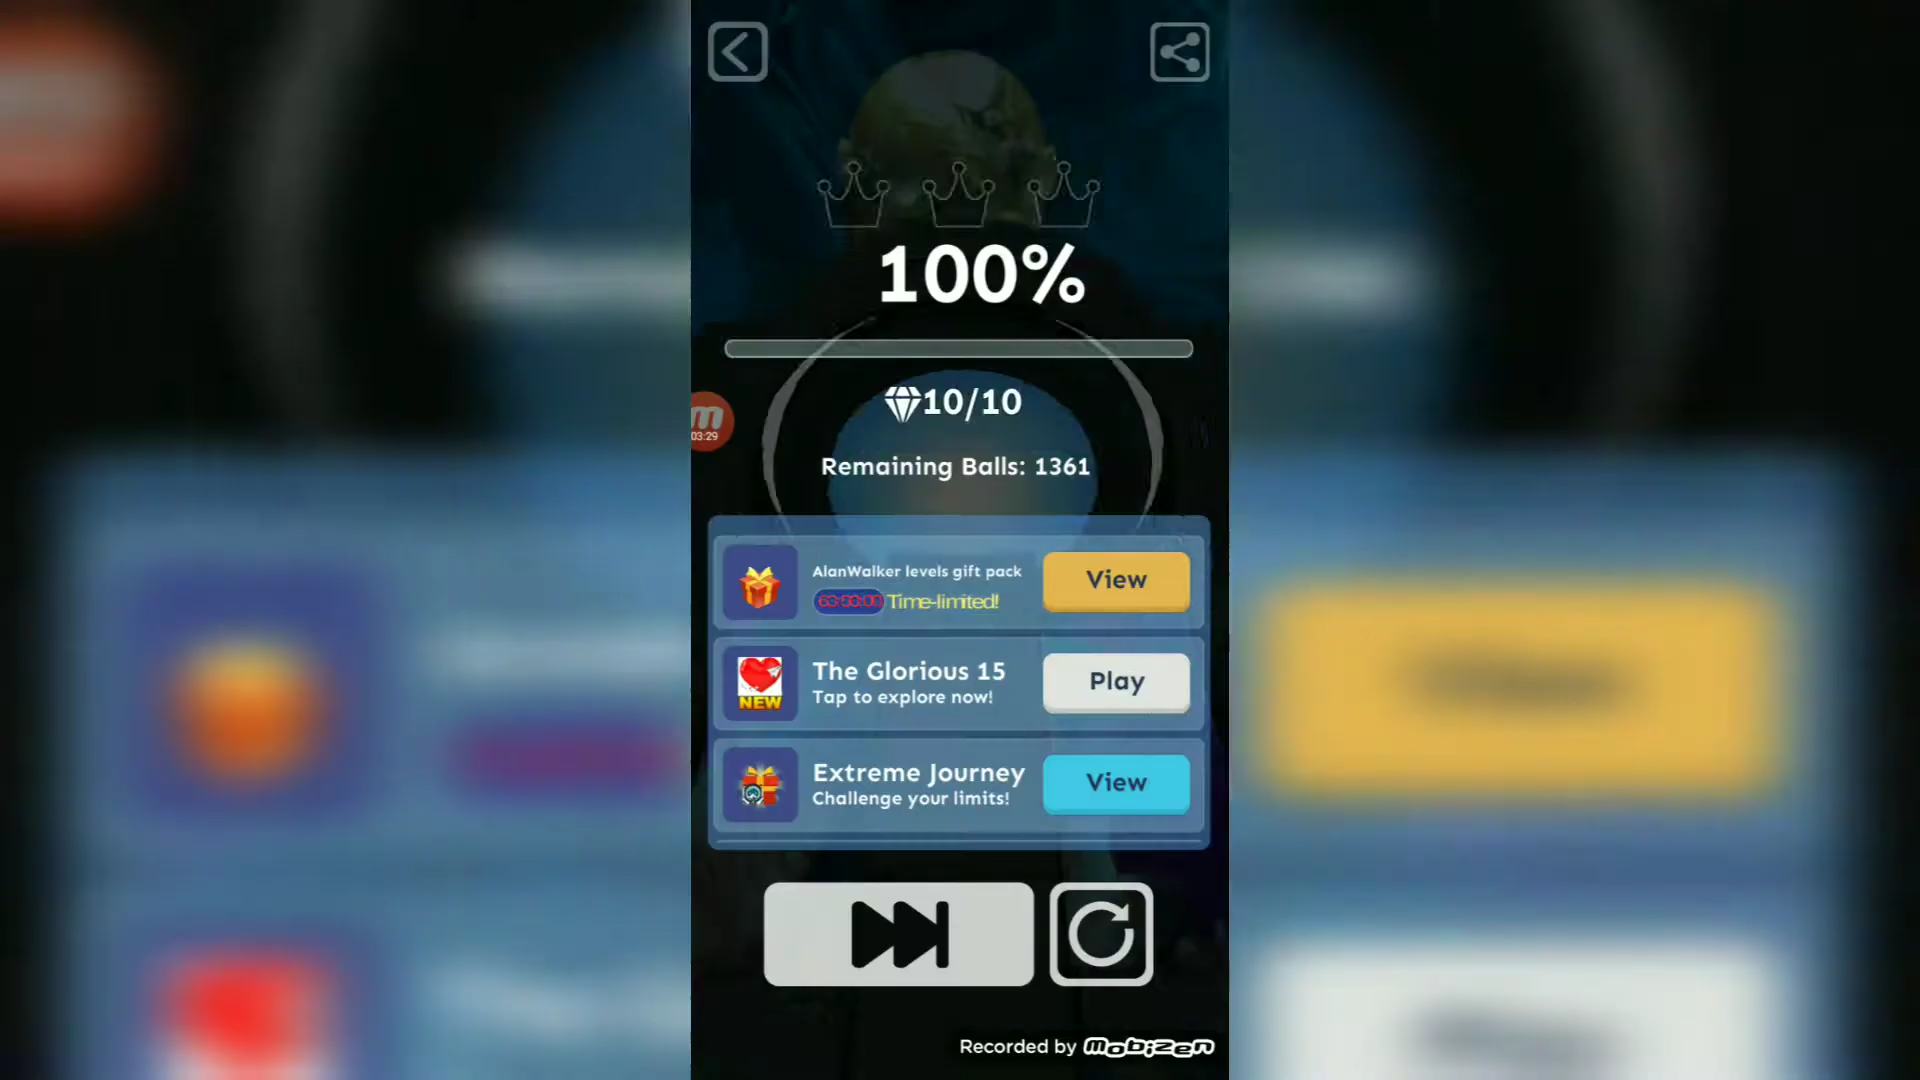 100%
10/10
03:29
Remaining Balls: 1361
AlanWalker levels gift pack
View
Time-limited!
The Glorious 15
Tap to explore now!
Play
NEW
Extreme Journey
Challenge your limits!
View
Recorded by mobizen